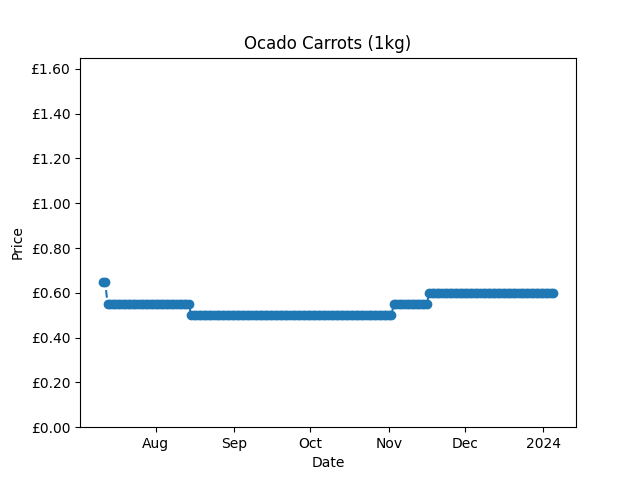 Ocado Carrots (1kg)
£1.60
£1.40
£1.20
£1.00
£0.80
£0.60
£0.40
£0.20
£0.00
Price
Aug Sep Oct Nov Dec 2024
Date